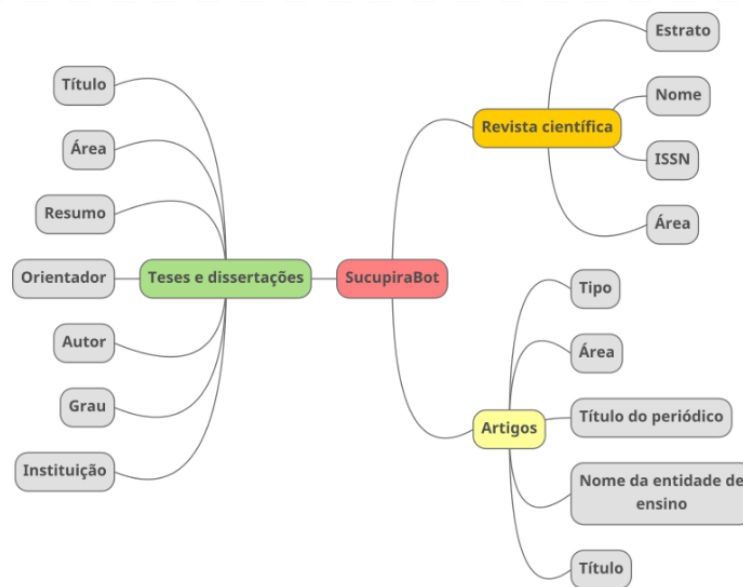 Título
Área
Resumo
Orientador
Autor
Grau
Instituição
Teses e dissertações
SucupiraBot
Revista científica
Estrato
Nome
ISSN
Área
Artigos
Tipo
Área
Título do periódico
Nome da entidade de
ensino
Título